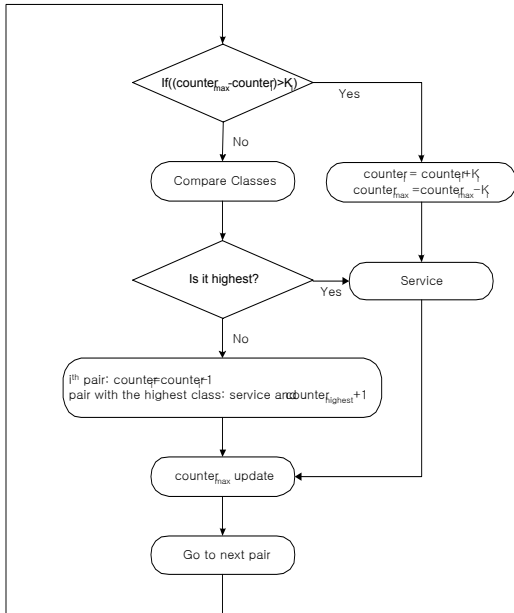 If((counter_max-counter_i)>K_i)
Yes
No
Compare Classes
counter_i = counter_i+K_i
counter_max =counter_max-K_i
Is it highest?
Yes
Service
No
i^th pair: counter_i=counter_i-1
pair with the highest class: service and counter_highest+1
counter_max update
Go to next pair